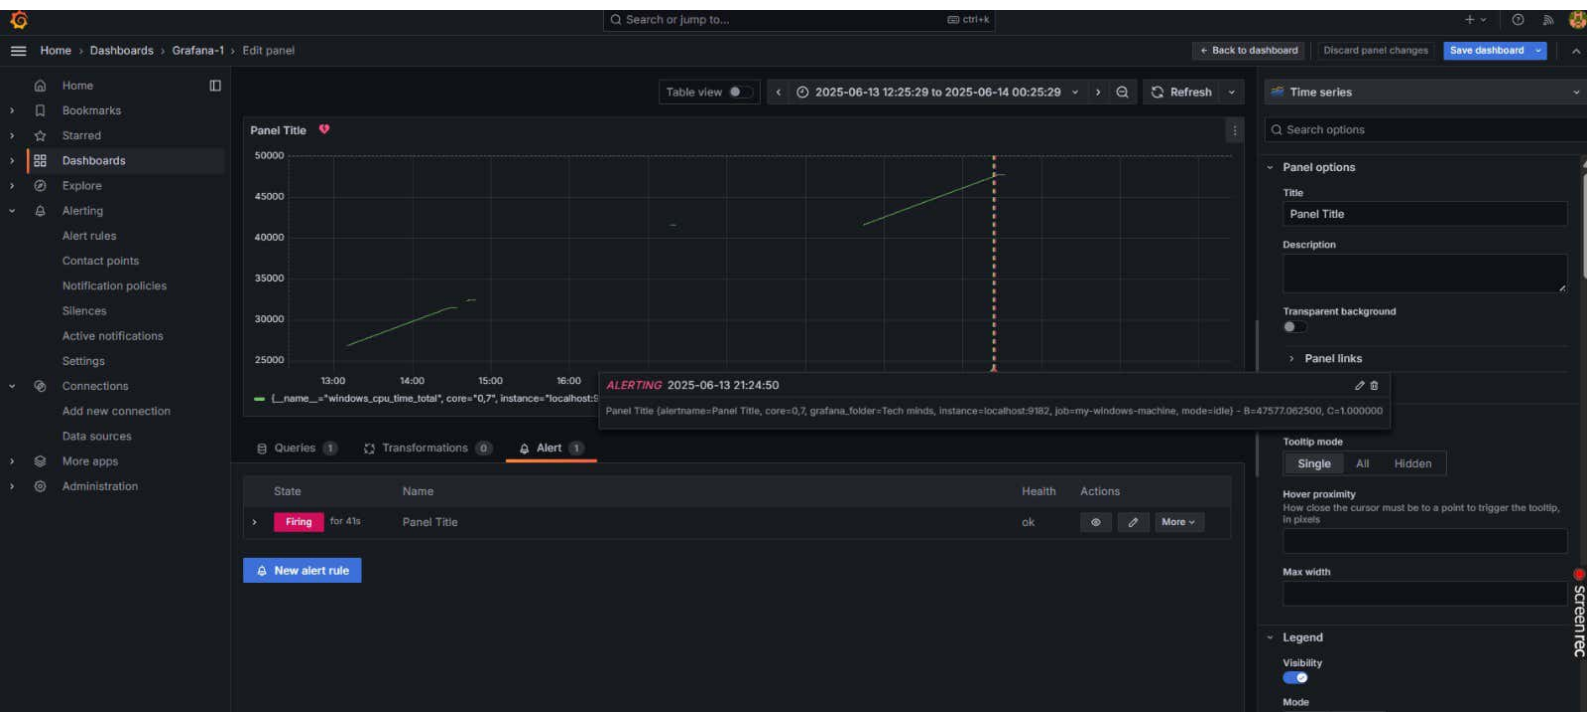 Search or jump to... ctrl+k
Home › Dashboards › Grafana-1 › Edit panel
Back to dashboard Discard panel changes Save dashboard
Home
Bookmarks
Starred
Dashboards
Explore
Alerting
Alert rules
Contact points
Notification policies
Silences
Active notifications
Settings
Connections
Add new connection
Data sources
More apps
Administration
Table view 2025-06-13 12:25:29 to 2025-06-14 00:25:29 Refresh
Panel Title
50000
45000
40000
35000
30000
25000
13:00 14:00 15:00 16:00
{__name__="windows_cpu_time_total", core="0,7", instance="localhost:9
ALERTING 2025-06-13 21:24:50
Panel Title {alertname=Panel Title, core=0,7, grafana_folder=Tech minds, instance=localhost:9182, job=my-windows-machine, mode=idle} - B=47577.062500, C=1.000000
Queries 1 Transformations 0 Alert 1
State Name Health Actions
Firing for 41s Panel Title ok More
New alert rule
Time series
Search options
Panel options
Title
Panel Title
Description
Transparent background
Panel links
Tooltip mode
Single All Hidden
Hover proximity
How close the cursor must be to a point to trigger the tooltip,
in pixels
Max width
Legend
Visibility
Mode
screenrec